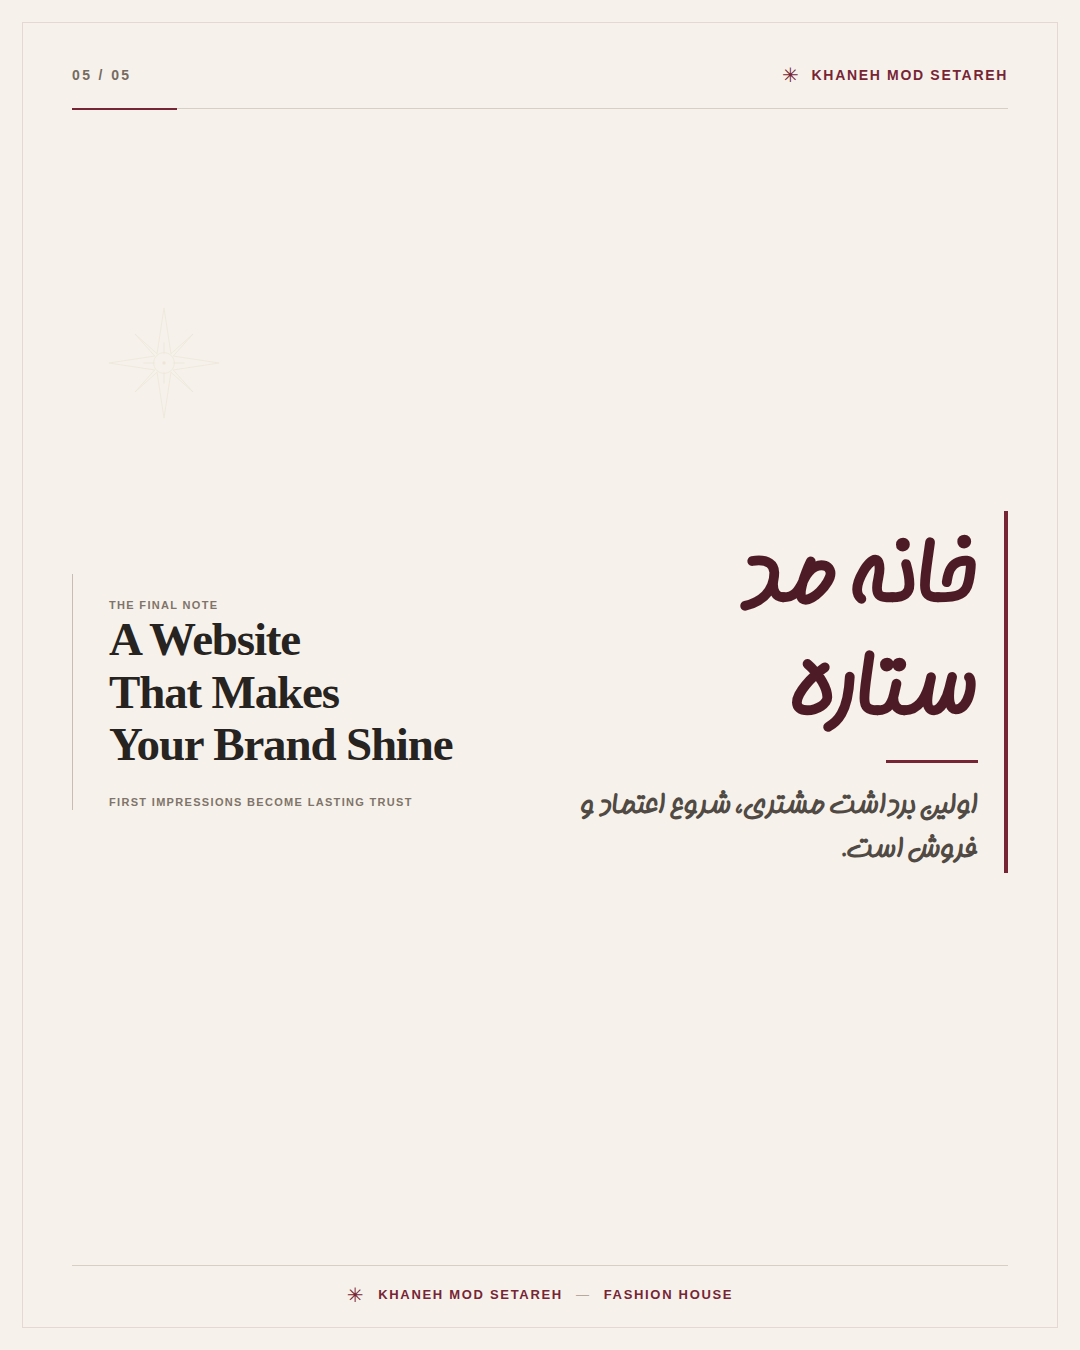 05 / 05
KHANEH MOD SETAREH
THE FINAL NOTE
A Website
That Makes
Your Brand Shine
FIRST IMPRESSIONS BECOME LASTING TRUST
خانه مد
ستاره
اولین برداشت مشتری، شروع اعتماد و
فروش است.
KHANEH MOD SETAREH — FASHION HOUSE